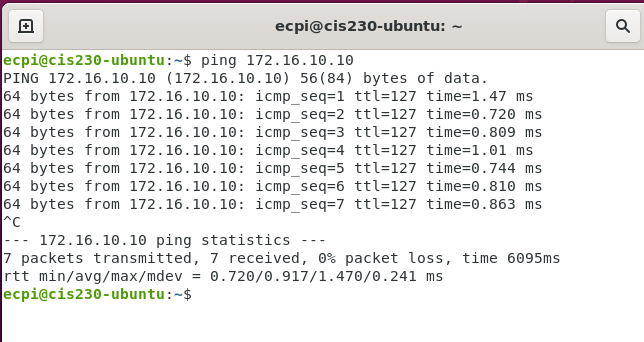 ecpi@cis230-ubuntu: ~
ecpi@cis230-ubuntu:~$ ping 172.16.10.10
PING 172.16.10.10 (172.16.10.10) 56(84) bytes of data.
64 bytes from 172.16.10.10: icmp_seq=1 ttl=127 time=1.47 ms
64 bytes from 172.16.10.10: icmp_seq=2 ttl=127 time=0.720 ms
64 bytes from 172.16.10.10: icmp_seq=3 ttl=127 time=0.809 ms
64 bytes from 172.16.10.10: icmp_seq=4 ttl=127 time=1.01 ms
64 bytes from 172.16.10.10: icmp_seq=5 ttl=127 time=0.744 ms
64 bytes from 172.16.10.10: icmp_seq=6 ttl=127 time=0.810 ms
64 bytes from 172.16.10.10: icmp_seq=7 ttl=127 time=0.863 ms
^C
--- 172.16.10.10 ping statistics ---
7 packets transmitted, 7 received, 0% packet loss, time 6095ms
rtt min/avg/max/mdev = 0.720/0.917/1.470/0.241 ms
ecpi@cis230-ubuntu:~$